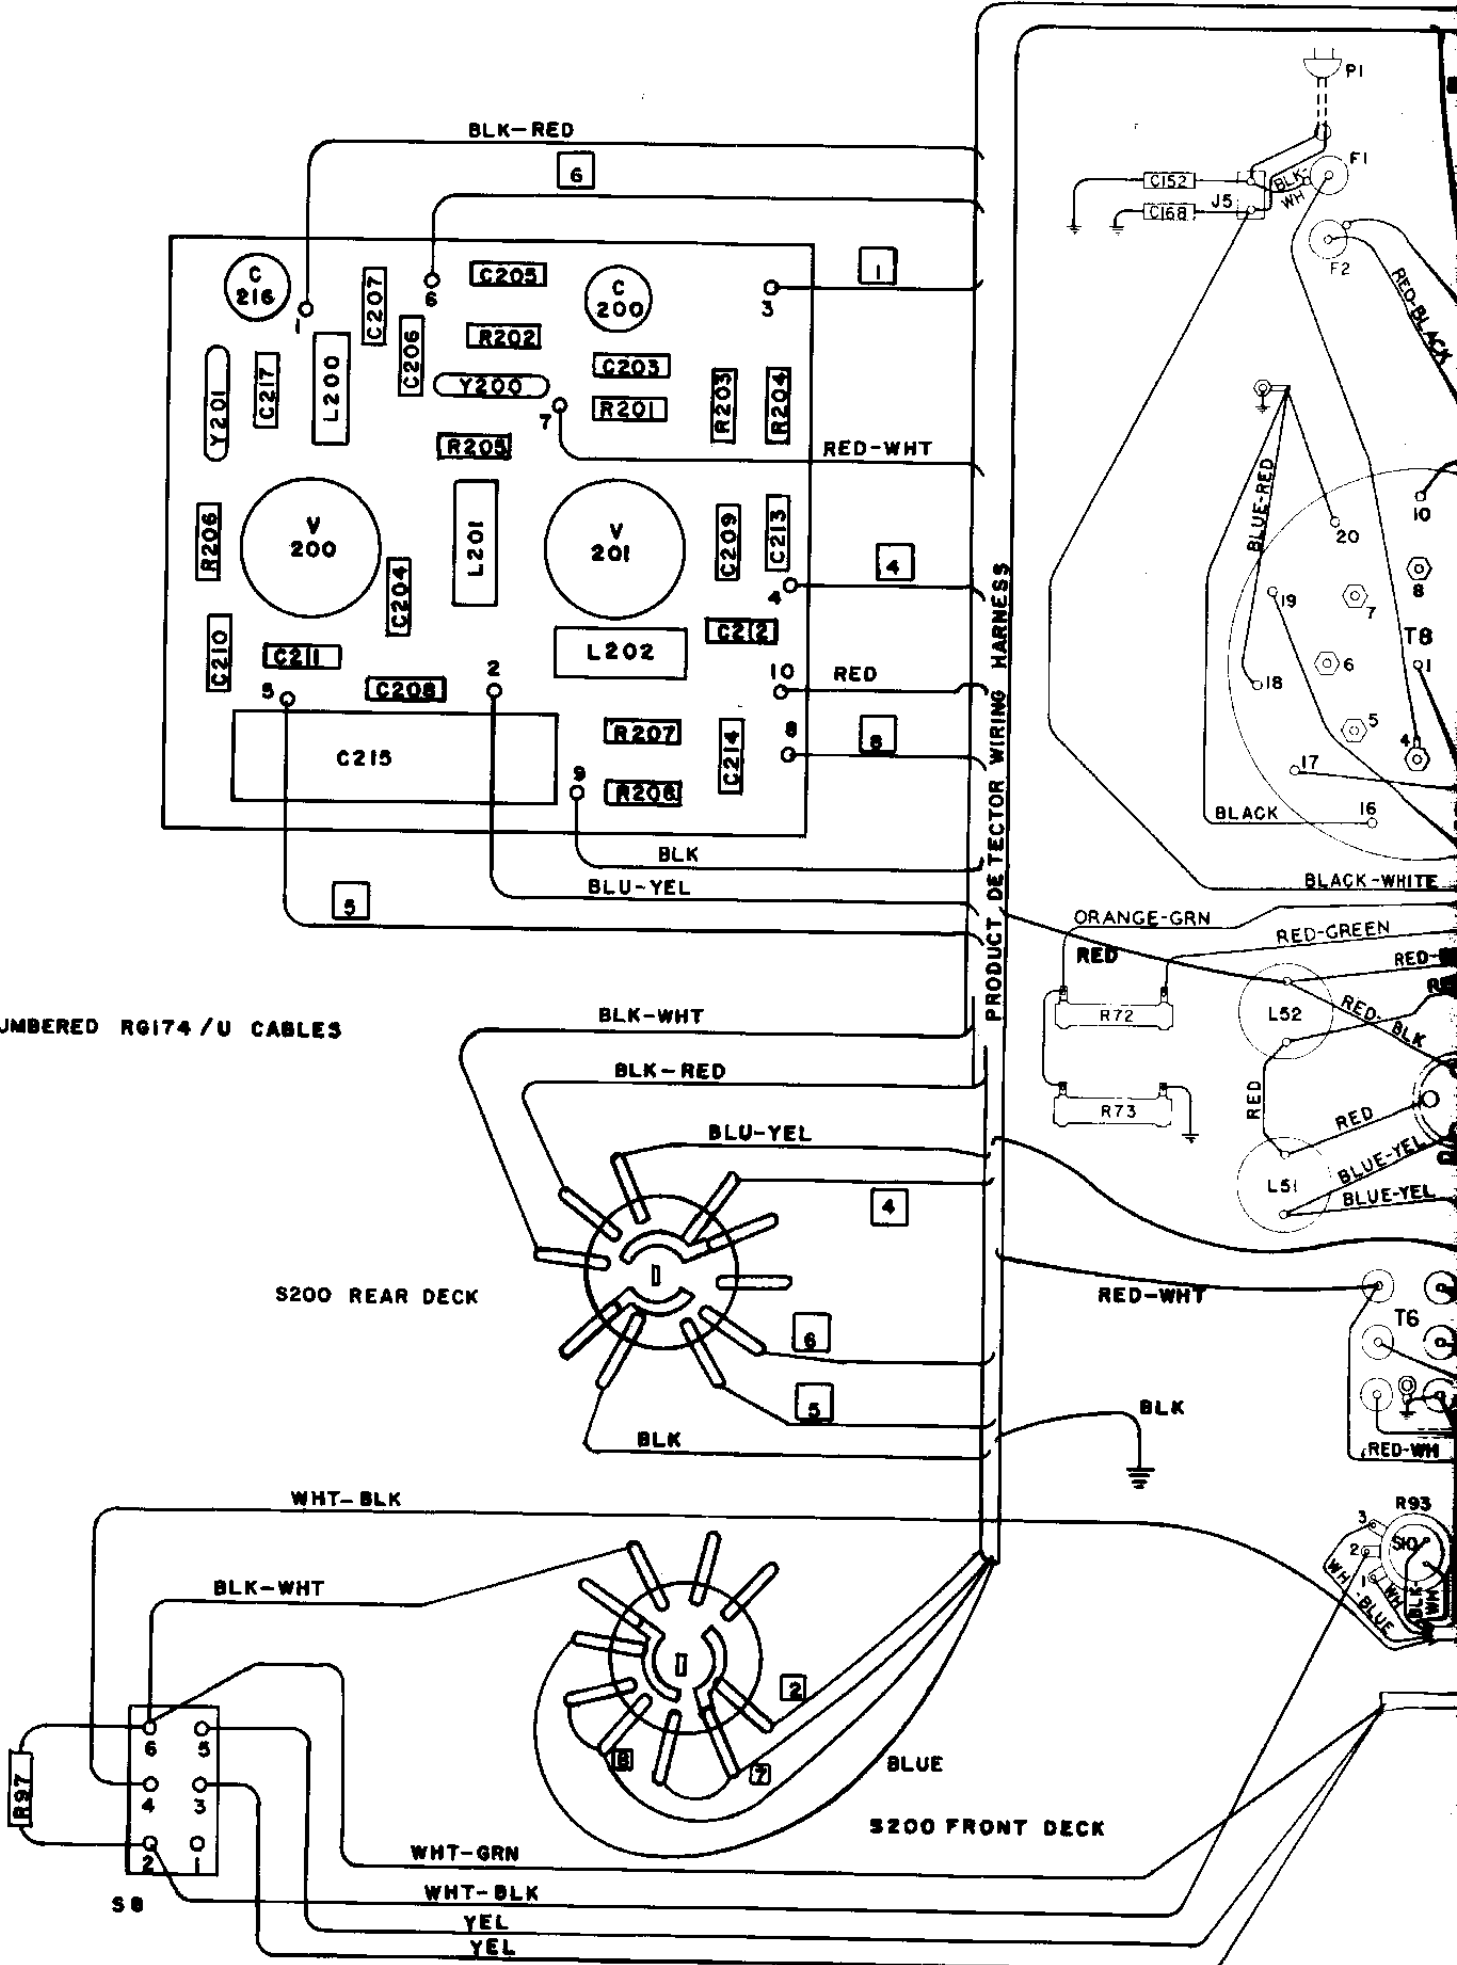 BLK-RED
6
1
C 216
1
C207
6
C205
C 200
3
R202
C206
L200
C217
Y201
Y200
C203
R201
R203
R204
7
R205
RED-WHT
R206
V 200
L201
V 201
C209
C213
C204
4
4
C210
C211
C212
L202
5
C208
2
10
RED
8
8
C215
R207
R208
C214
9
BLK
BLU-YEL
5
PRODUCT DETECTOR WIRING HARNESS
P1
F1
C152
BLK-WH
C168
J5
F2
RED-BLACK
BLUE-RED
20
10
19
7
8
T8
6
1
18
5
4
17
16
BLACK
BLACK-WHITE
ORANGE-GRN
RED-GREEN
RED
RED-
R72
L52
RED-BLK
R73
RED
RED
BLUE-YEL
L51
BLUE-YEL
UMBERED RG174/U CABLES
BLK-WHT
BLK-RED
BLU-YEL
4
S200 REAR DECK
6
5
BLK
RED-WHT
T6
BLK
RED-WH
WHT-BLK
R93
3
2
1
WH-BLUE
WH
BLK-WH
BLK-WHT
2
8
7
BLUE
S200 FRONT DECK
R97
6
5
4
3
2
1
S8
WHT-GRN
WHT-BLK
YEL
YEL